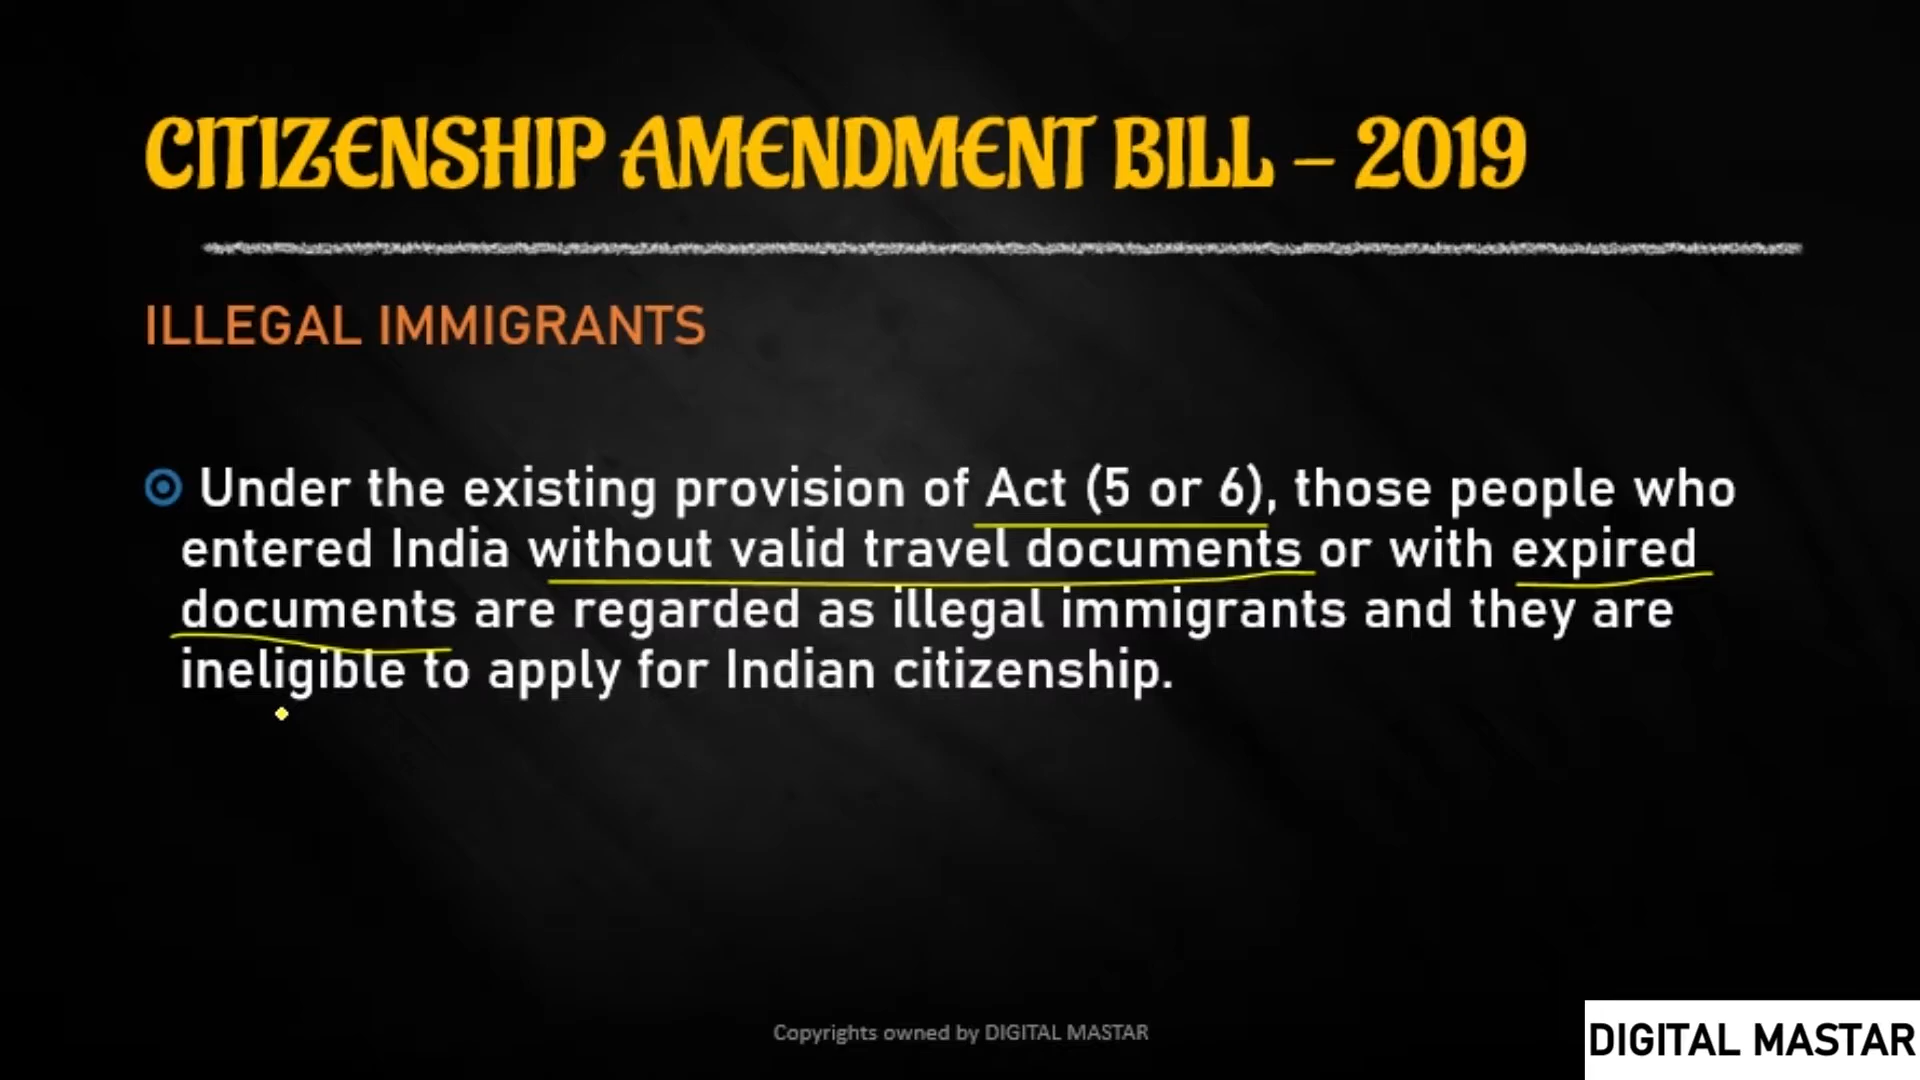 CITIZENSHIP AMENDMENT BILL – 2019
ILLEGAL IMMIGRANTS
Under the existing provision of Act (5 or 6), those people who
entered India without valid travel documents or with expired
documents are regarded as illegal immigrants and they are
ineligible to apply for Indian citizenship.
Copyrights owned by DIGITAL MASTAR
DIGITAL MASTAR